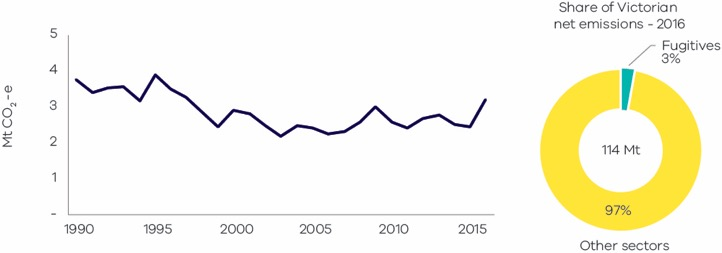 Share of Victorian
net emissions - 2016
Fugitives
3%
5
4
3
2
1
-
Mt CO₂-e
1990
1995
2000
2005
2010
2015
114 Mt
97%
Other sectors